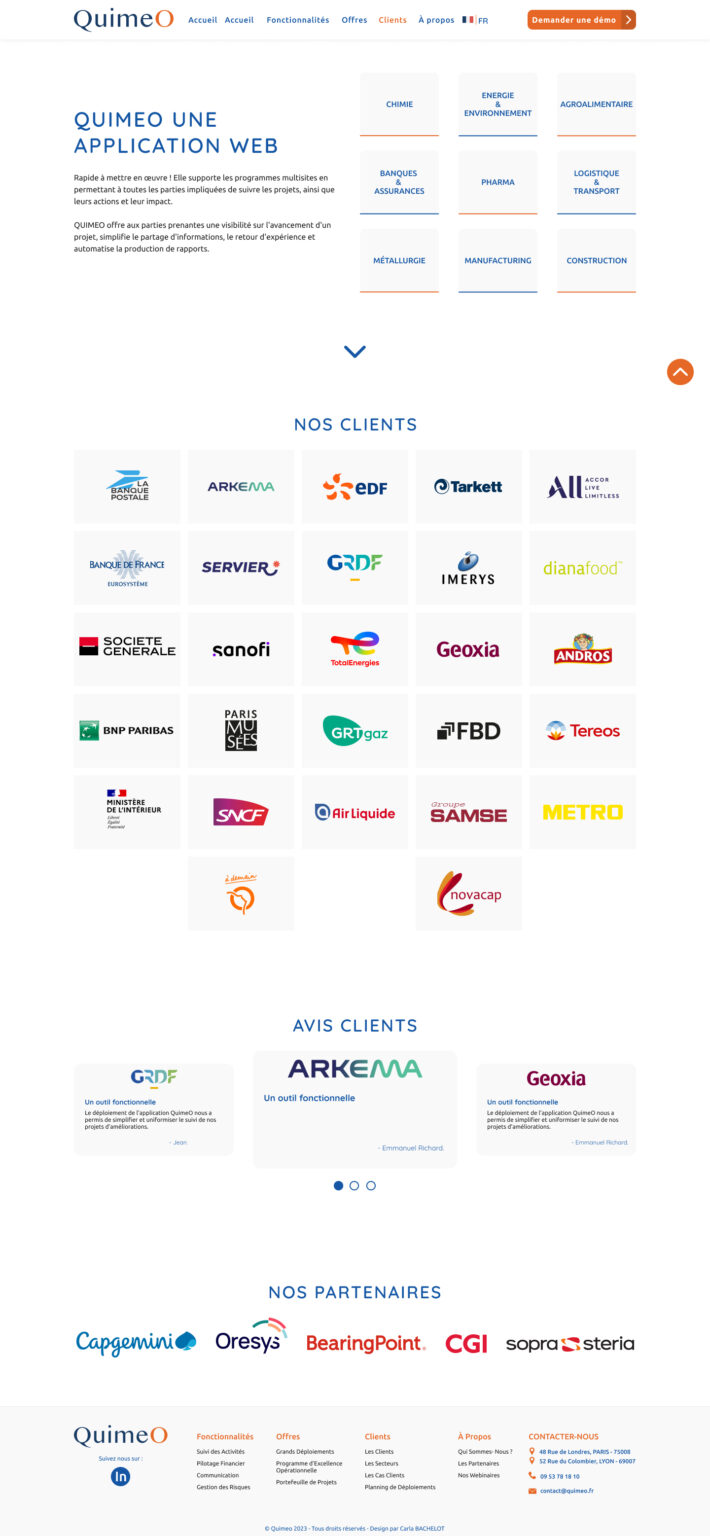 QuimeO
Accueil Accueil Fonctionnalités Offres Clients À propos FR
Demander une démo
QUIMEO UNE
APPLICATION WEB
Rapide à mettre en œuvre ! Elle supporte les programmes multisites en
permettant à toutes les parties impliquées de suivre les projets, ainsi que
leurs actions et leur impact.
QUIMEO offre aux parties prenantes une visibilité sur l'avancement d'un
projet, simplifie le partage d'informations, le retour d'expérience et
automatise la production de rapports.
CHIMIE
ENERGIE
&
ENVIRONNEMENT
AGROALIMENTAIRE
BANQUES
&
ASSURANCES
PHARMA
LOGISTIQUE
&
TRANSPORT
MÉTALLURGIE
MANUFACTURING
CONSTRUCTION
NOS CLIENTS
LA
BANQUE
POSTALE
ARKEMA
eDF
Tarkett
All
ACCOR
LIVE
LIMITLESS
BANQUE DE FRANCE
EUROSYSTÈME
SERVIER
GRDF
IMERYS
dianafood™
SOCIETE
GENERALE
sanofi
TotalEnergies
Geoxia
ANDROS
BNP PARIBAS
PARIS
MU
SÉES
GRTgaz
FBD
Tereos
MINISTÈRE
DE L'INTÉRIEUR
Liberté
Égalité
Fraternité
SNCF
Air Liquide
Groupe
SAMSE
METRO
à demain
novacap
AVIS CLIENTS
GRDF
Un outil fonctionnelle
Le déploiement de l'application QuimeO nous a
permis de simplifier et uniformiser le suivi de nos
projets d'améliorations.
- Jean
ARKEMA
Un outil fonctionnelle
- Emmanuel Richard.
Geoxia
Un outil fonctionnelle
Le déploiement de l'application QuimeO nous a
permis de simplifier et uniformiser le suivi de nos
projets d'améliorations.
- Emmanuel Richard.
NOS PARTENAIRES
Capgemini
Oresys
BearingPoint®
CGI
sopra steria
QuimeO
Suivez nous sur :
In
Fonctionnalités
Suivi des Activités
Pilotage Financier
Communication
Gestion des Risques
Offres
Grands Déploiements
Programme d'Excellence
Opérationnelle
Portefeuille de Projets
Clients
Les Clients
Les Secteurs
Les Cas Clients
Planning de Déploiements
À Propos
Qui Sommes- Nous ?
Les Partenaires
Nos Webinaires
CONTACTER-NOUS
48 Rue de Londres, PARIS - 75008
52 Rue du Colombier, LYON - 69007
09 53 78 18 10
contact@quimeo.fr
© Quimeo 2023 - Tous droits réservés - Design par Carla BACHELOT